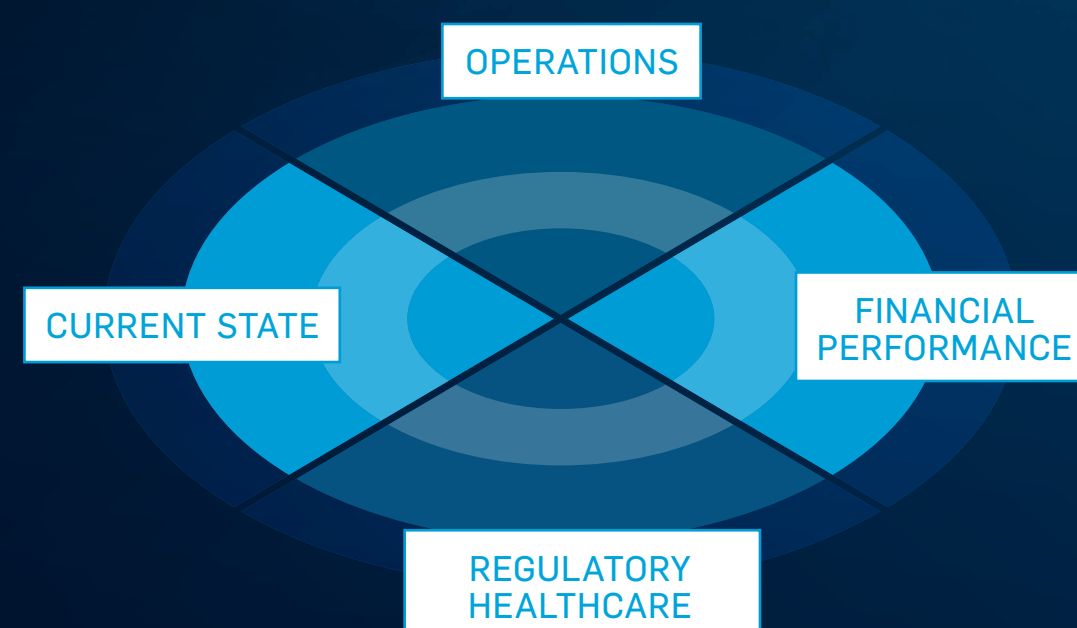 OPERATIONS
CURRENT STATE
FINANCIAL
PERFORMANCE
REGULATORY
HEALTHCARE